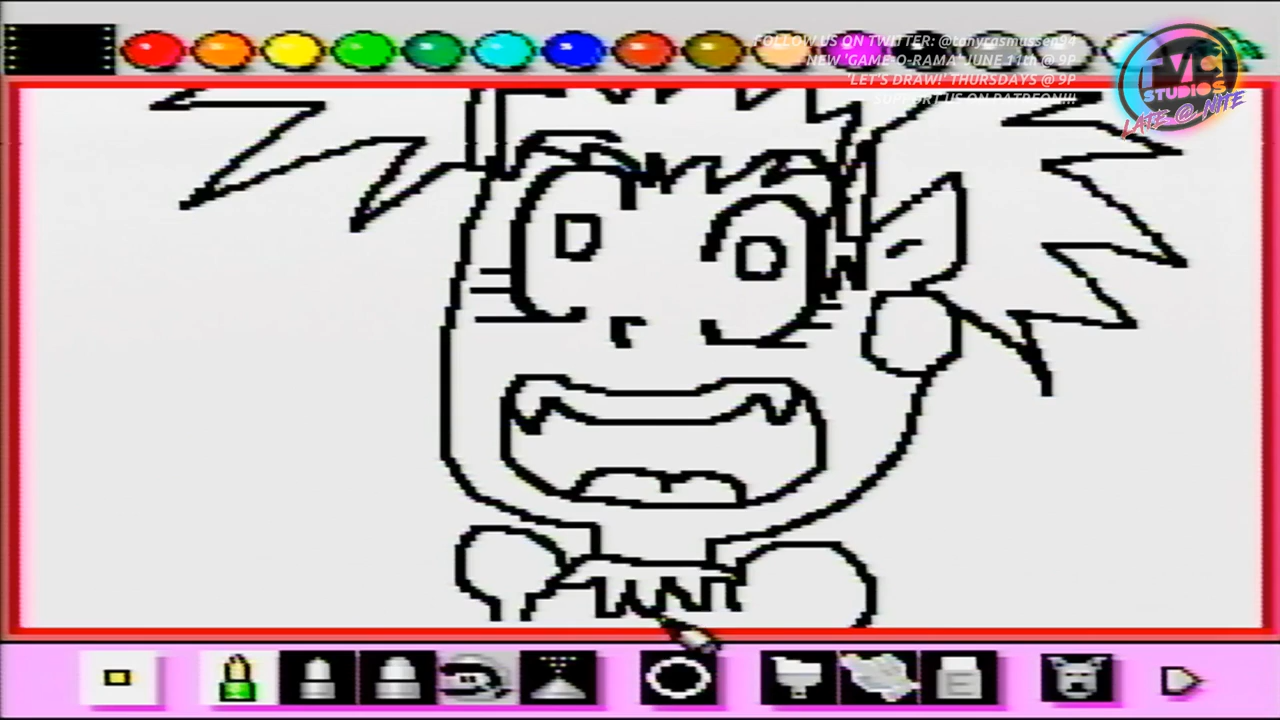 FOLLOW US ON TWITTER: @tonyrasmussen94
NEW 'GAME-O-RAMA' JUNE 11th @ 9P
'LET'S DRAW!' THURSDAYS @ 9P
SUPPORT US ON PATREON!!!
TVC
STUDIOS
LATE @ NITE